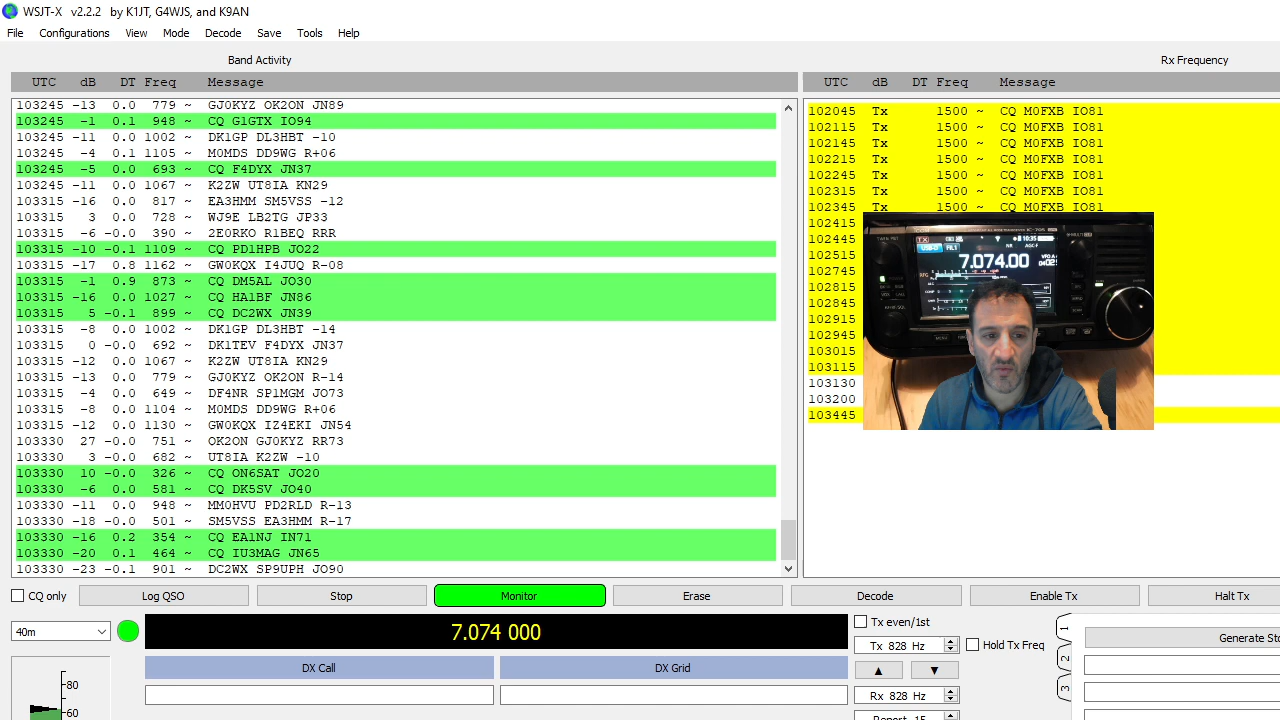 WSJT-X v2.2.2 by K1JT, G4WJS, and K9AN
File Configurations View Mode Decode Save Tools Help
Band Activity
UTC dB DT Freq Message
103245 -13 0.0 779 ~ GJ0KYZ OK2ON JN89
103245 -1 0.1 948 ~ CQ G1GTX IO94
103245 -11 0.0 1002 ~ DK1GP DL3HBT -10
103245 -4 0.1 1105 ~ M0MDS DD9WG R+06
103245 -5 0.0 693 ~ CQ F4DYX JN37
103245 -11 0.0 1067 ~ K2ZW UT8IA KN29
103315 -16 0.0 817 ~ EA3HMM SM5VSS -12
103315 3 0.0 728 ~ WJ9E LB2TG JP33
103315 -6 -0.0 390 ~ 2E0RKO R1BEQ RRR
103315 -10 -0.1 1109 ~ CQ PD1HPB JO22
103315 -17 0.8 1162 ~ GW0KQX I4JUQ R-08
103315 -1 0.9 873 ~ CQ DM5AL JO30
103315 -16 0.0 1027 ~ CQ HA1BF JN86
103315 5 -0.1 899 ~ CQ DC2WX JN39
103315 -8 0.0 1002 ~ DK1GP DL3HBT -14
103315 0 -0.0 692 ~ DK1TEV F4DYX JN37
103315 -12 0.0 1067 ~ K2ZW UT8IA KN29
103315 -13 0.0 779 ~ GJ0KYZ OK2ON R-14
103315 -4 0.0 649 ~ DF4NR SP1MGM JO73
103315 -8 0.0 1104 ~ M0MDS DD9WG R+06
103315 -12 0.0 1130 ~ GW0KQX IZ4EKI JN54
103330 27 -0.0 751 ~ OK2ON GJ0KYZ RR73
103330 3 -0.0 682 ~ UT8IA K2ZW -10
103330 10 -0.0 326 ~ CQ ON6SAT JO20
103330 -6 0.0 581 ~ CQ DK5SV JO40
103330 -11 0.0 948 ~ MM0HVU PD2RLD R-13
103330 -18 -0.0 501 ~ SM5VSS EA3HMM R-17
103330 -16 0.2 354 ~ CQ EA1NJ IN71
103330 -20 0.1 464 ~ CQ IU3MAG JN65
103330 -23 -0.1 901 ~ DC2WX SP9UPH JO90
Rx Frequency
UTC dB DT Freq Message
102045 Tx 1500 ~ CQ M0FXB IO81
102115 Tx 1500 ~ CQ M0FXB IO81
102145 Tx 1500 ~ CQ M0FXB IO81
102215 Tx 1500 ~ CQ M0FXB IO81
102245 Tx 1500 ~ CQ M0FXB IO81
102315 Tx 1500 ~ CQ M0FXB IO81
102345 Tx 1500 ~ CQ M0FXB IO81
102415
102445
102515
102745
102815
102845
102915
102945
103015
103115
103130
103200
103445
TX
FIL1
10:35
7.074.00
CQ only
Log QSO
Stop
Monitor
Erase
Decode
Enable Tx
Halt Tx
40m
7.074 000
Tx even/1st
Tx 828 Hz
Hold Tx Freq
DX Call
DX Grid
Rx 828 Hz
Report -15
1
2
3
Generate Std
-80
-60